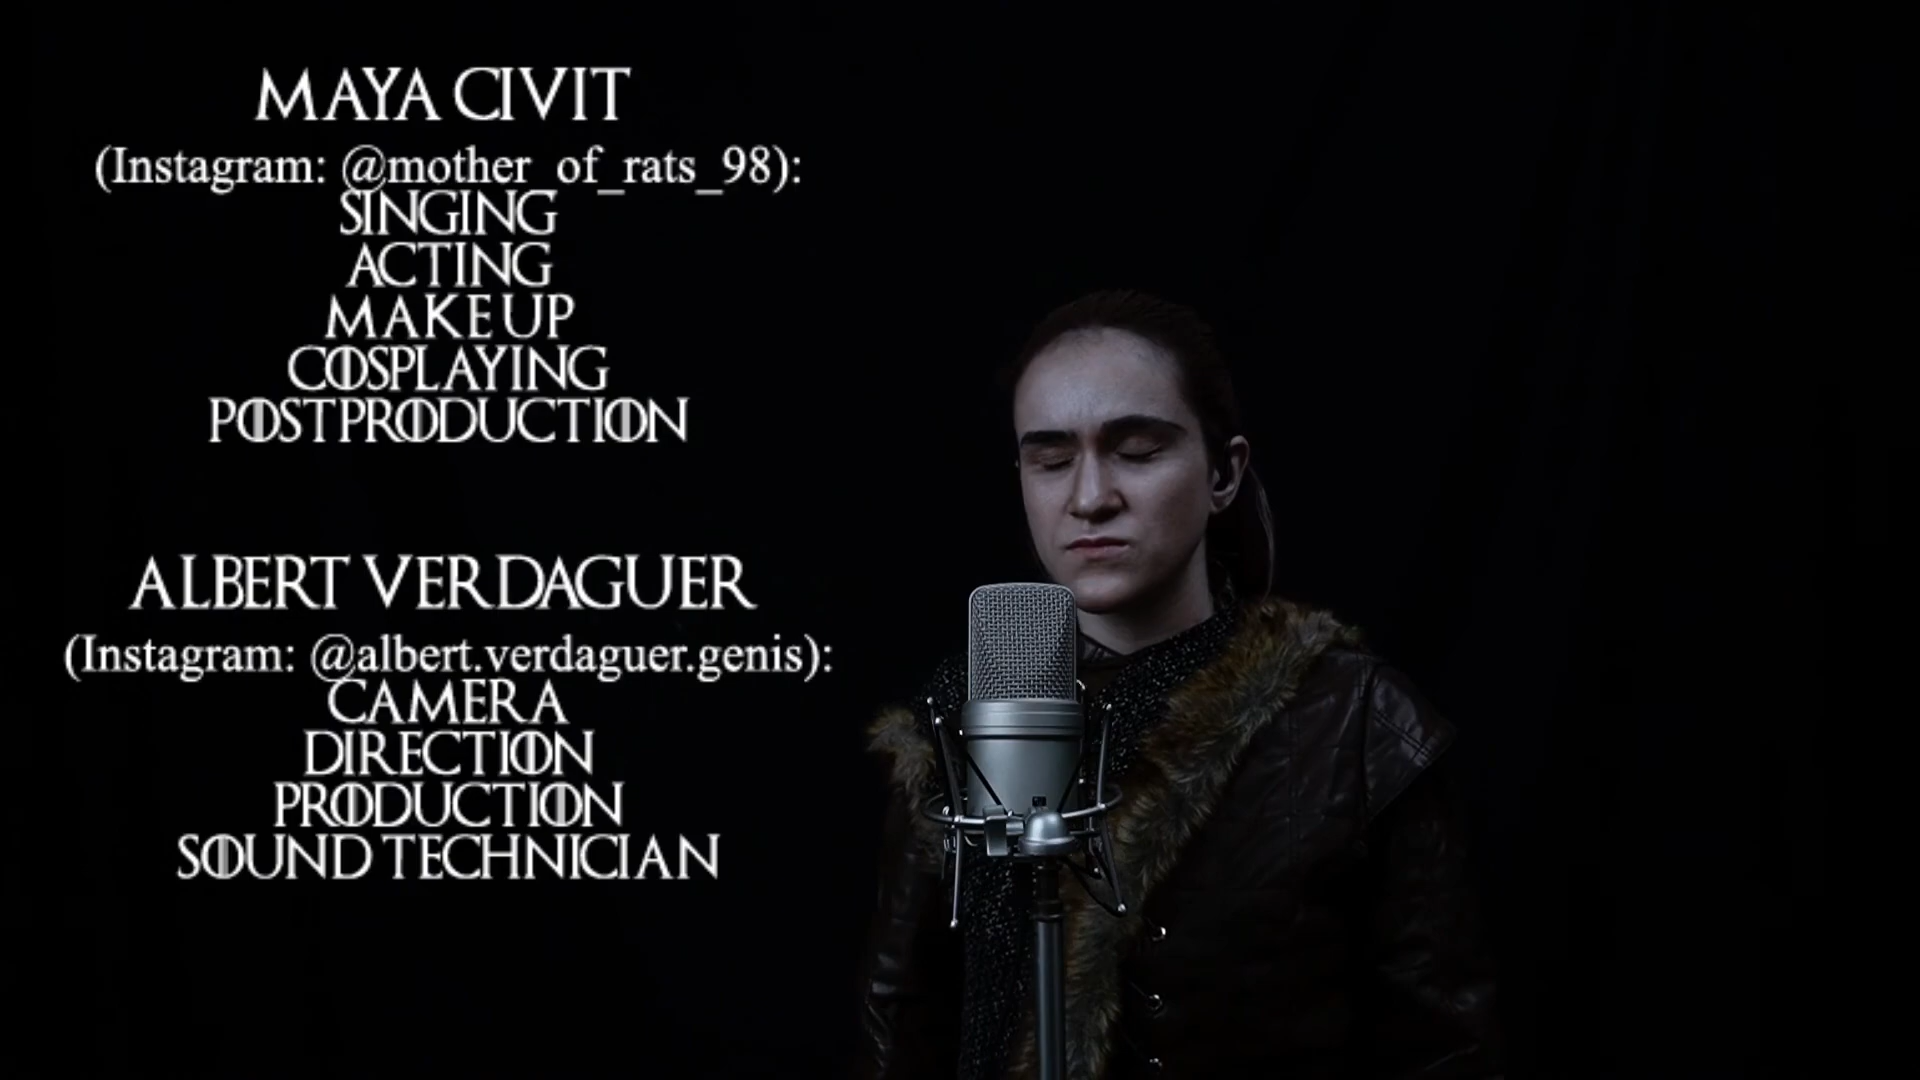 MAYA CIVIT
(Instagram: @mother_of_rats_98):
SINGING
ACTING
MAKE UP
COSPLAYING
POSTPRODUCTION
ALBERT VERDAGUER
(Instagram: @albert.verdaguer.genis):
CAMERA
DIRECTION
PRODUCTION
SOUND TECHNICIAN